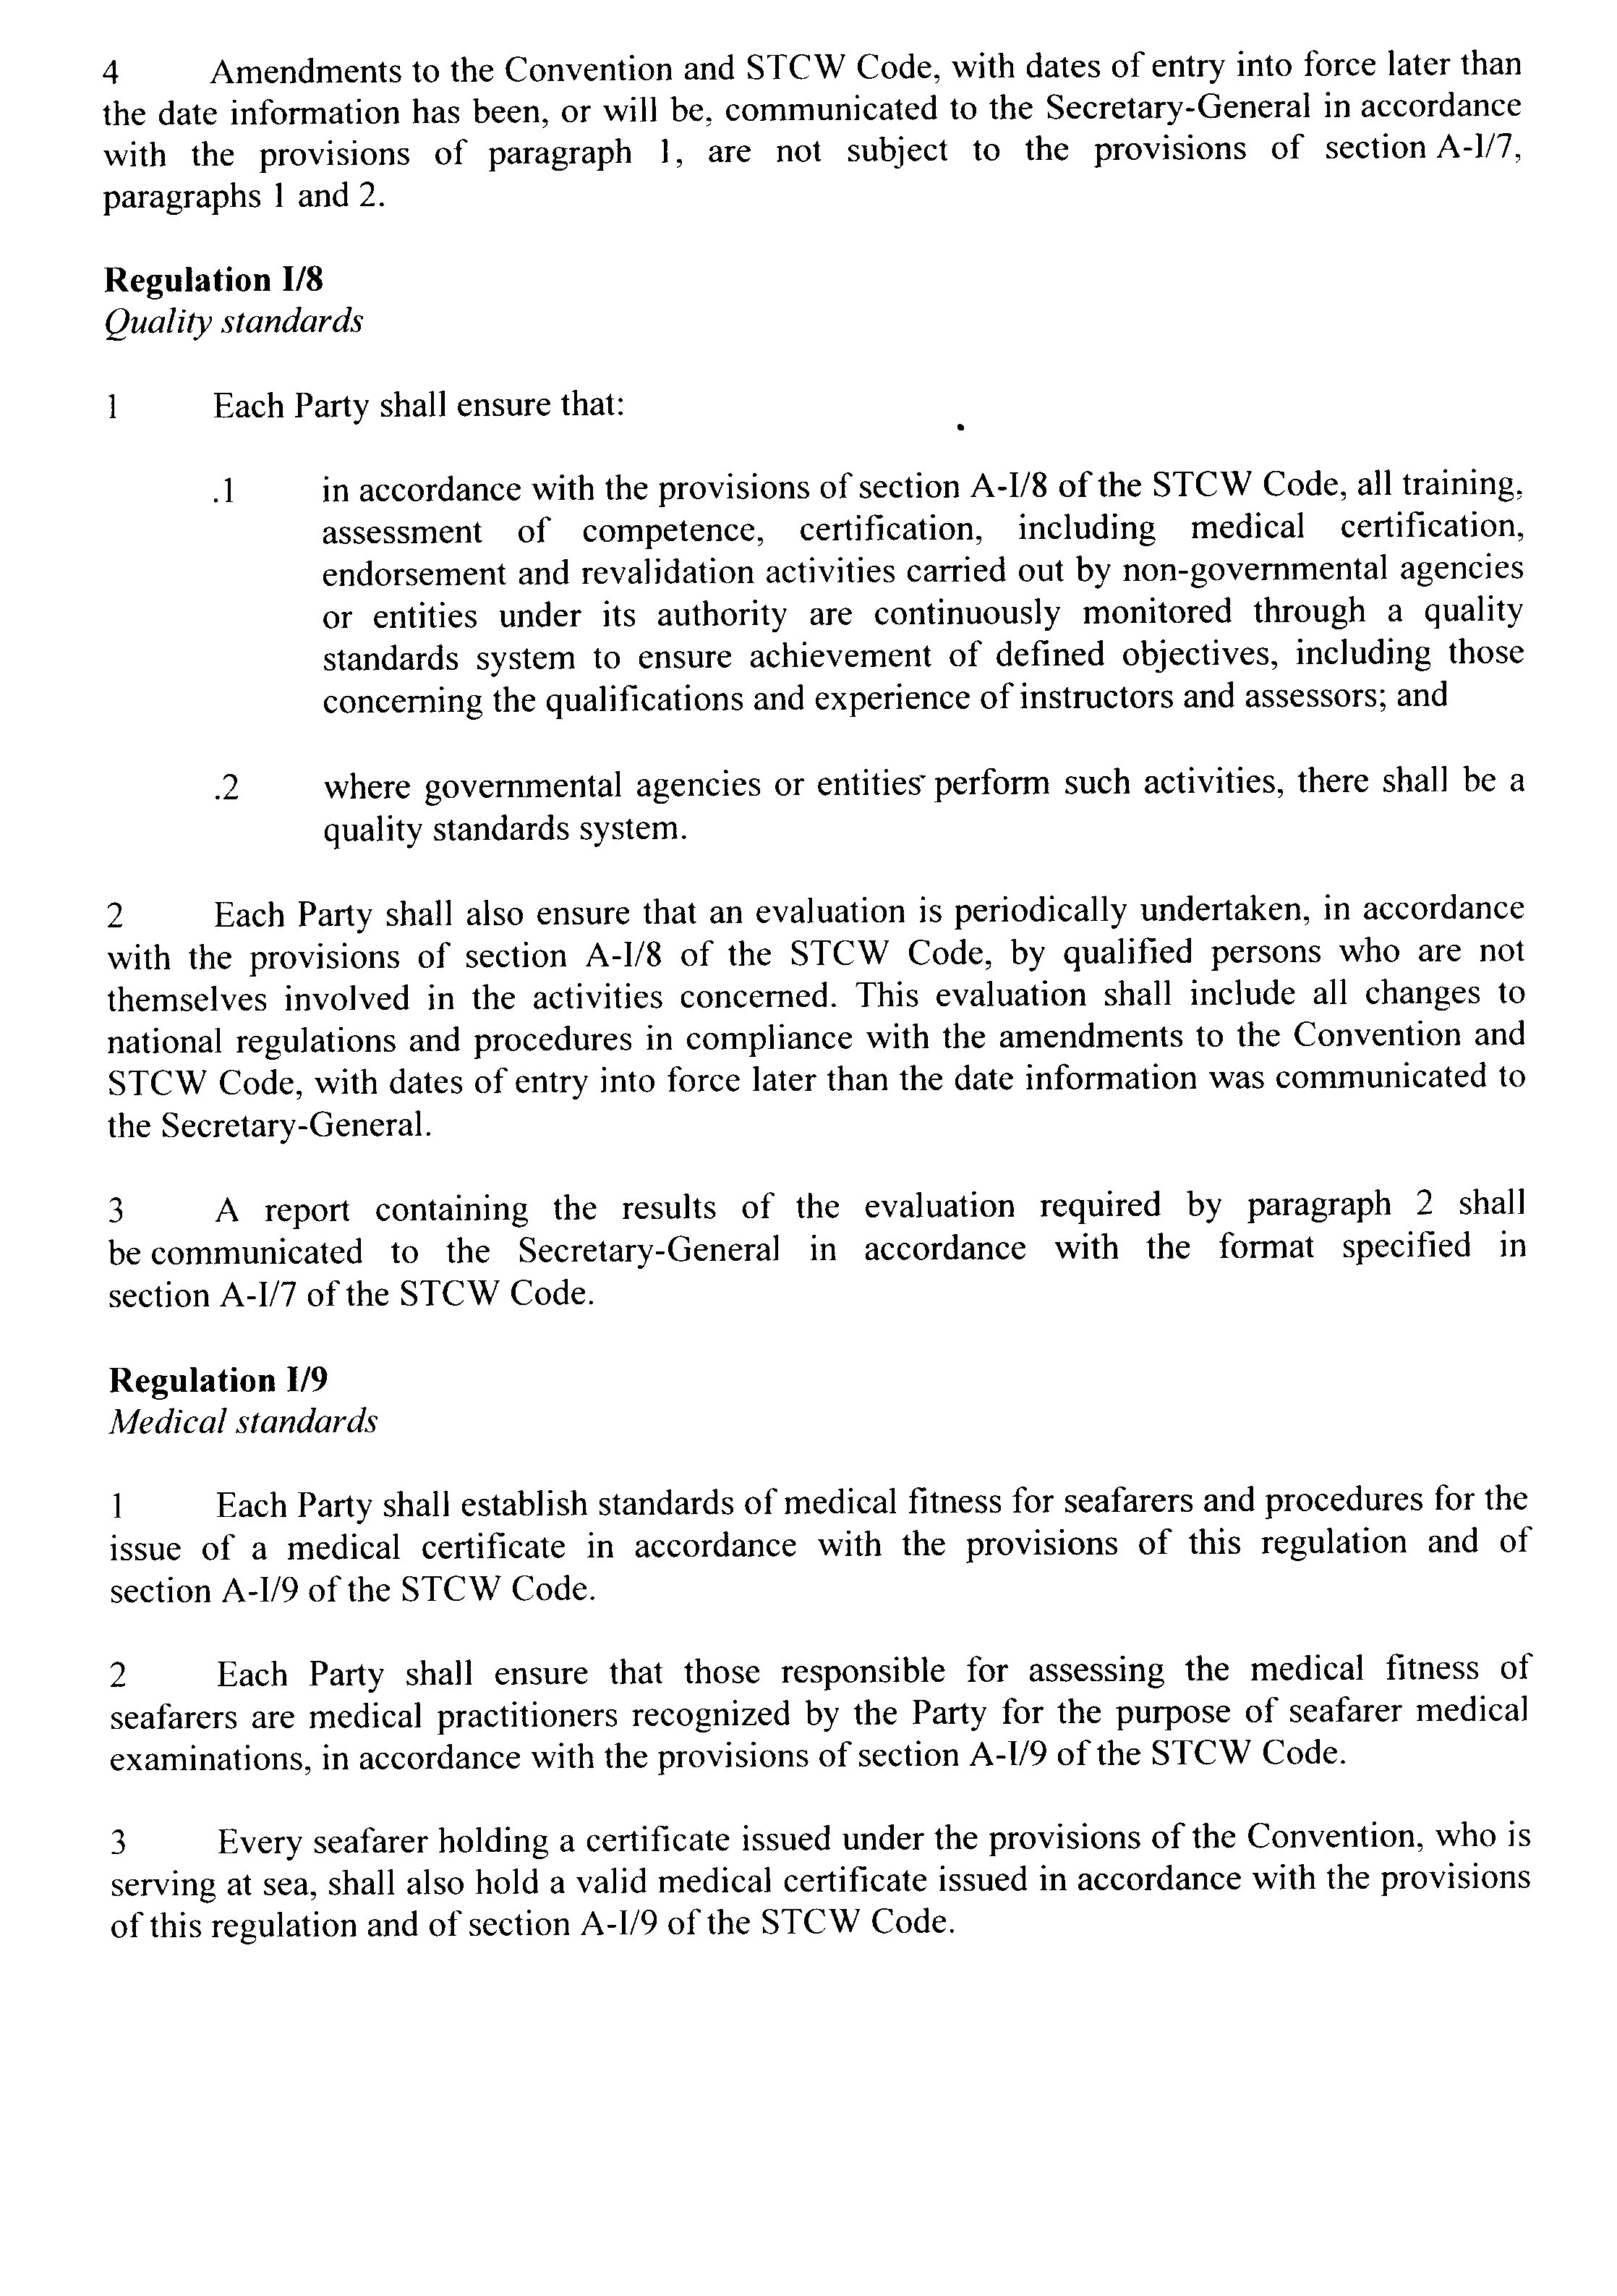 4 Amendments to the Convention and STCW Code, with dates of entry into force later than
the date information has been, or will be, communicated to the Secretary-General in accordance
with the provisions of paragraph 1, are not subject to the provisions of section A-I/7,
paragraphs 1 and 2.
Regulation I/8
Quality standards
1 Each Party shall ensure that:
.1 in accordance with the provisions of section A-I/8 of the STCW Code, all training,
assessment of competence, certification, including medical certification,
endorsement and revalidation activities carried out by non-governmental agencies
or entities under its authority are continuously monitored through a quality
standards system to ensure achievement of defined objectives, including those
concerning the qualifications and experience of instructors and assessors; and
.2 where governmental agencies or entities perform such activities, there shall be a
quality standards system.
2 Each Party shall also ensure that an evaluation is periodically undertaken, in accordance
with the provisions of section A-I/8 of the STCW Code, by qualified persons who are not
themselves involved in the activities concerned. This evaluation shall include all changes to
national regulations and procedures in compliance with the amendments to the Convention and
STCW Code, with dates of entry into force later than the date information was communicated to
the Secretary-General.
3 A report containing the results of the evaluation required by paragraph 2 shall
be communicated to the Secretary-General in accordance with the format specified in
section A-I/7 of the STCW Code.
Regulation I/9
Medical standards
1 Each Party shall establish standards of medical fitness for seafarers and procedures for the
issue of a medical certificate in accordance with the provisions of this regulation and of
section A-I/9 of the STCW Code.
2 Each Party shall ensure that those responsible for assessing the medical fitness of
seafarers are medical practitioners recognized by the Party for the purpose of seafarer medical
examinations, in accordance with the provisions of section A-I/9 of the STCW Code.
3 Every seafarer holding a certificate issued under the provisions of the Convention, who is
serving at sea, shall also hold a valid medical certificate issued in accordance with the provisions
of this regulation and of section A-I/9 of the STCW Code.